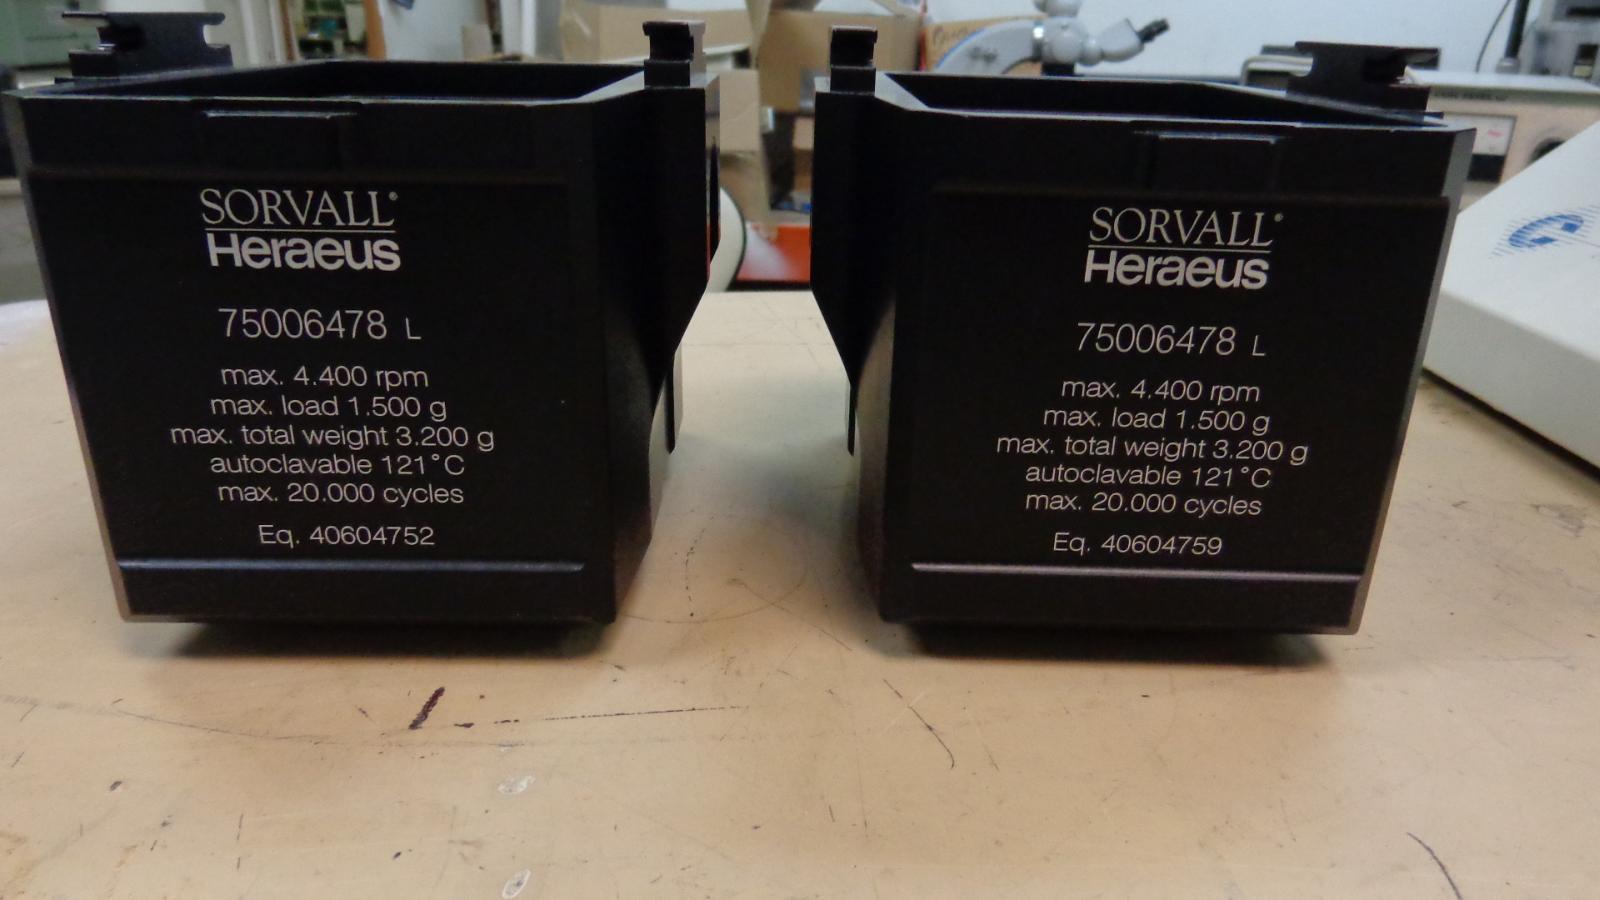 SORVALL®
Heraeus
75006478 L
max. 4.400 rpm
max. load 1.500 g
max. total weight 3.200 g
autoclavable 121°C
max. 20.000 cycles
Eq. 40604752
SORVALL®
Heraeus
75006478 L
max. 4.400 rpm
max. load 1.500 g
max. total weight 3.200 g
autoclavable 121°C
max. 20.000 cycles
Eq. 40604759